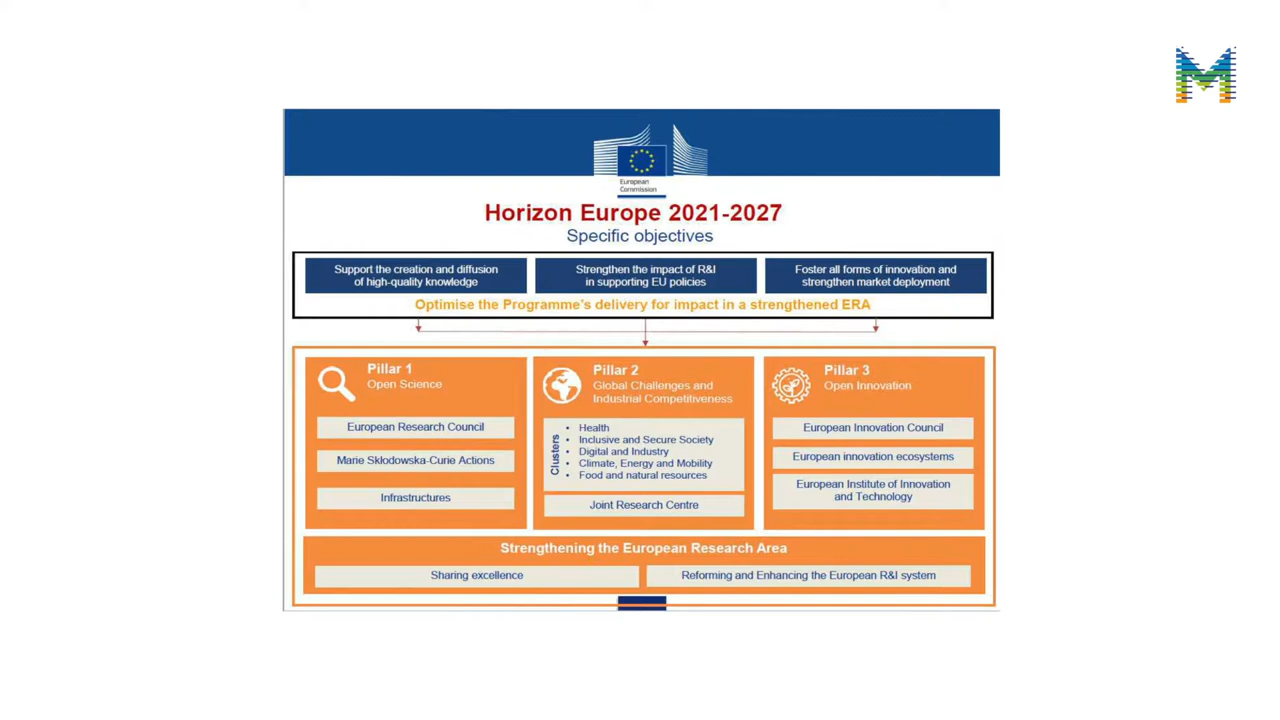 European
Commission
Horizon Europe 2021-2027
Specific objectives
Support the creation and diffusion
of high-quality knowledge
Strengthen the impact of R&I
in supporting EU policies
Foster all forms of innovation and
strengthen market deployment
Optimise the Programme's delivery for impact in a strengthened ERA
Pillar 1
Open Science
European Research Council
Marie Skłodowska-Curie Actions
Infrastructures
Pillar 2
Global Challenges and
Industrial Competitiveness
Clusters
• Health
• Inclusive and Secure Society
• Digital and Industry
• Climate, Energy and Mobility
• Food and natural resources
Joint Research Centre
Pillar 3
Open Innovation
European Innovation Council
European innovation ecosystems
European Institute of Innovation
and Technology
Strengthening the European Research Area
Sharing excellence
Reforming and Enhancing the European R&I system
M